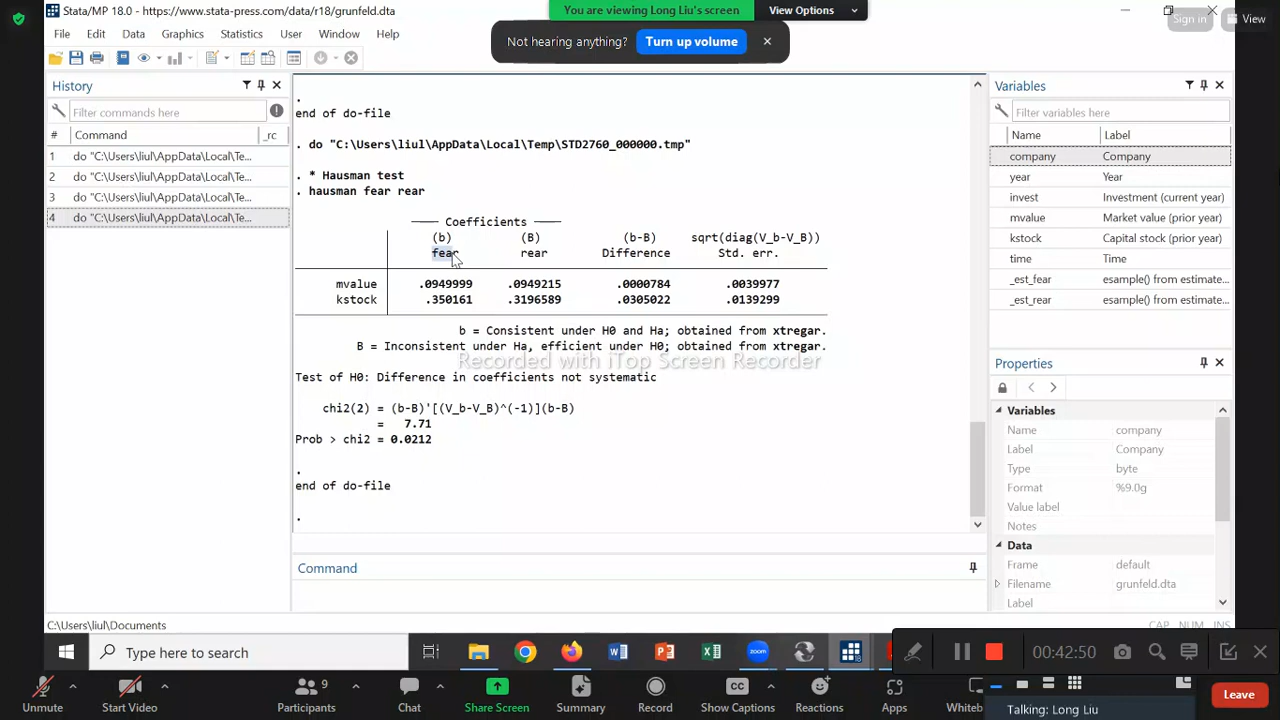 Stata/MP 18.0 - https://www.stata-press.com/data/r18/grunfeld.dta
You are viewing Long Liu's screen
View Options
File Edit Data Graphics Statistics User Window Help
Not hearing anything? Turn up volume
Sign in
View
History
Filter commands here
# Command _rc
1 do "C:\Users\liul\AppData\Local\Te...
2 do "C:\Users\liul\AppData\Local\Te...
3 do "C:\Users\liul\AppData\Local\Te...
4 do "C:\Users\liul\AppData\Local\Te...
.
end of do-file
. do "C:\Users\liul\AppData\Local\Temp\STD2760_000000.tmp"
. * Hausman test
. hausman fear rear
Coefficients
(b) (B) (b-B) sqrt(diag(V_b-V_B))
fear rear Difference Std. err.
mvalue .0949999 .0949215 .0000784 .0039977
kstock .350161 .3196589 .0305022 .0139299
b = Consistent under H0 and Ha; obtained from xtregar.
B = Inconsistent under Ha, efficient under H0; obtained from xtregar.
Recorded with iTop Screen Recorder
Test of H0: Difference in coefficients not systematic
chi2(2) = (b-B)'[(V_b-V_B)^(-1)](b-B)
= 7.71
Prob > chi2 = 0.0212
.
end of do-file
.
Command
Variables
Filter variables here
Name Label
company Company
year Year
invest Investment (current year)
mvalue Market value (prior year)
kstock Capital stock (prior year)
time Time
_est_fear esample() from estimate...
_est_rear esample() from estimate...
Properties
Variables
Name company
Label Company
Type byte
Format %9.0g
Value label
Notes
Data
Frame default
Filename grunfeld.dta
Label
C:\Users\liul\Documents
CAP NUM INS
Type here to search
zoom
00:42:50
Unmute
Start Video
9
Participants
Chat
Share Screen
Summary
Record
CC
Show Captions
Reactions
Apps
Whiteb
Talking: Long Liu
Leave